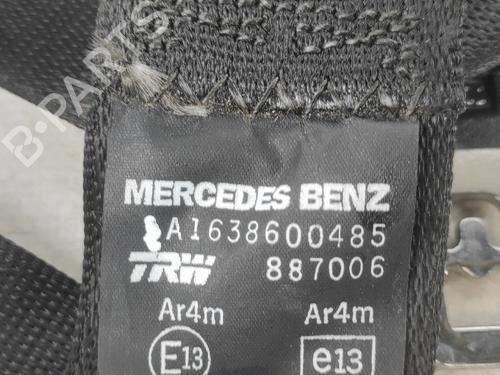 B-PARTS
MERCEDES BENZ
A1638600485
TRW 887006
Ar4m Ar4m
E13 e13